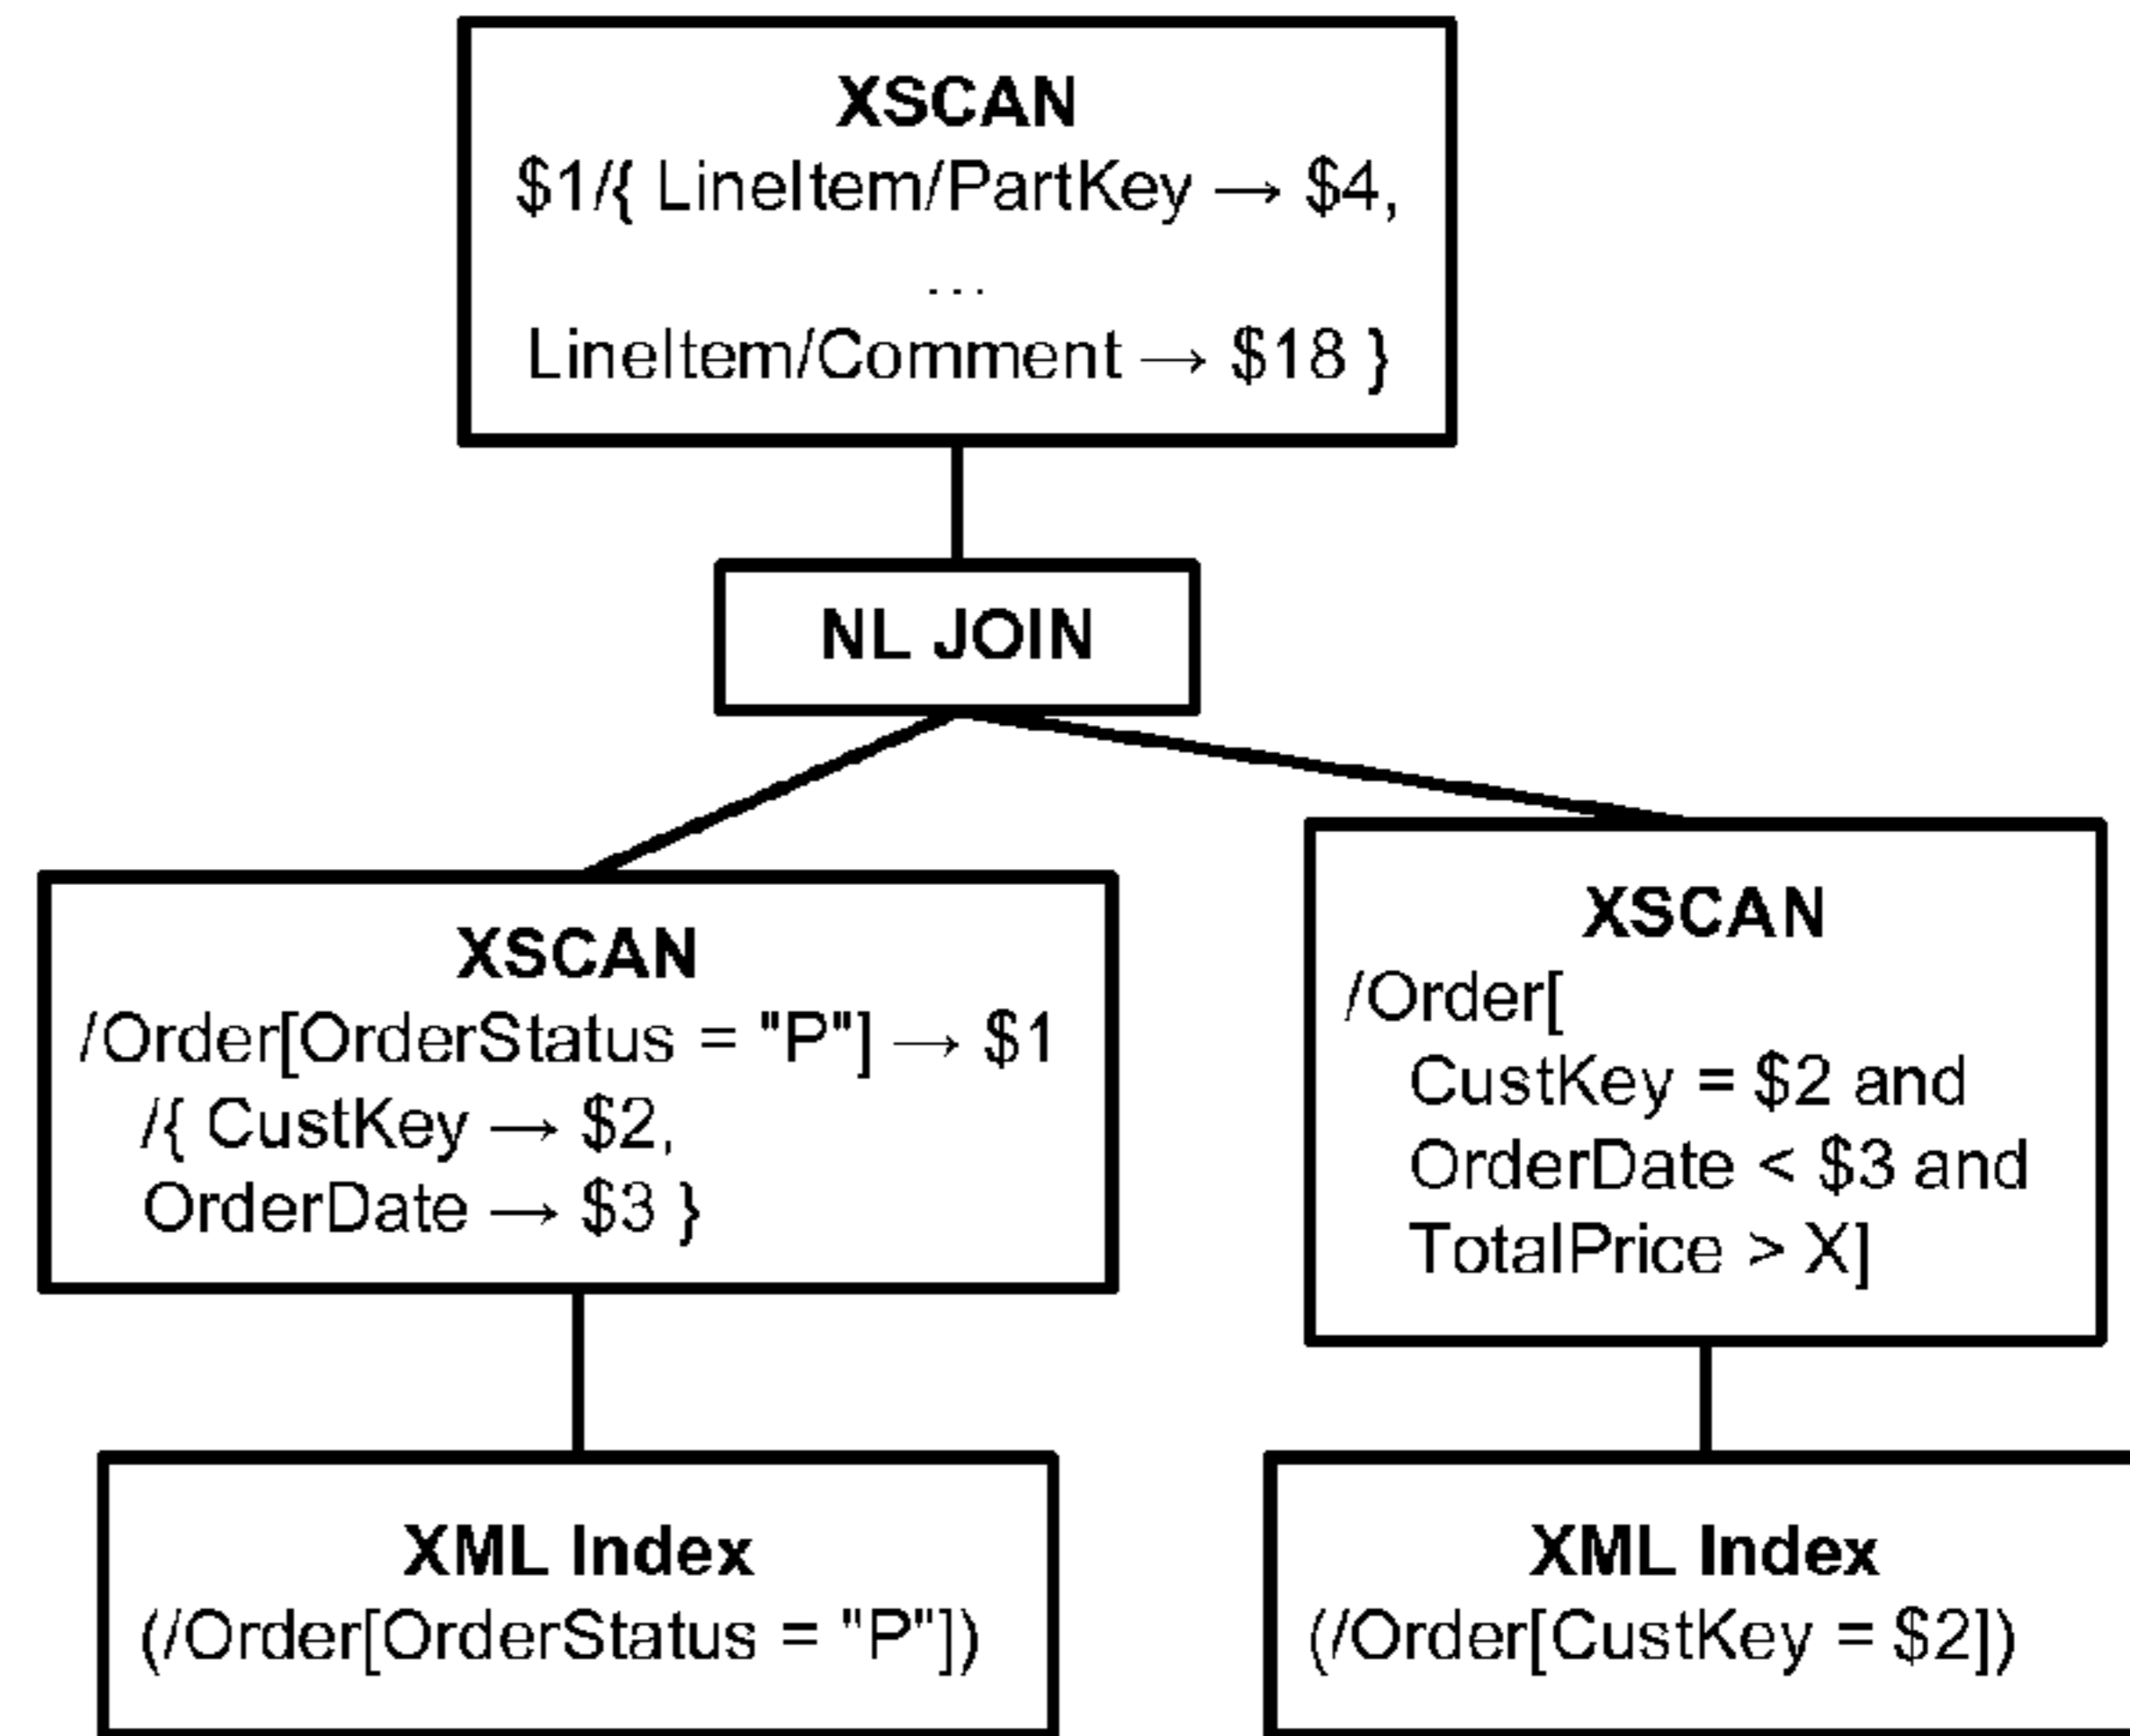 XSCAN
$1/{ LineItem/PartKey → $4,
...
LineItem/Comment → $18 }
NL JOIN
XSCAN
/Order[OrderStatus = "P"] → $1
/{ CustKey → $2,
OrderDate → $3 }
XSCAN
/Order[
CustKey = $2 and
OrderDate < $3 and
TotalPrice > X]
XML Index
(/Order[OrderStatus = "P"])
XML Index
(/Order[CustKey = $2])